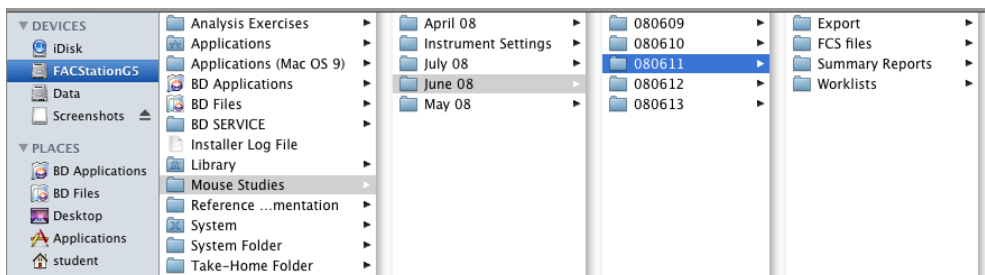 DEVICES
iDisk
FACStationG5
Data
Screenshots
PLACES
BD Applications
BD Files
Desktop
Applications
student
Analysis Exercises
Applications
Applications (Mac OS 9)
BD Applications
BD Files
BD SERVICE
Installer Log File
Library
Mouse Studies
Reference ...mentation
System
System Folder
Take-Home Folder
April 08
Instrument Settings
July 08
June 08
May 08
080609
080610
080611
080612
080613
Export
FCS files
Summary Reports
Worklists